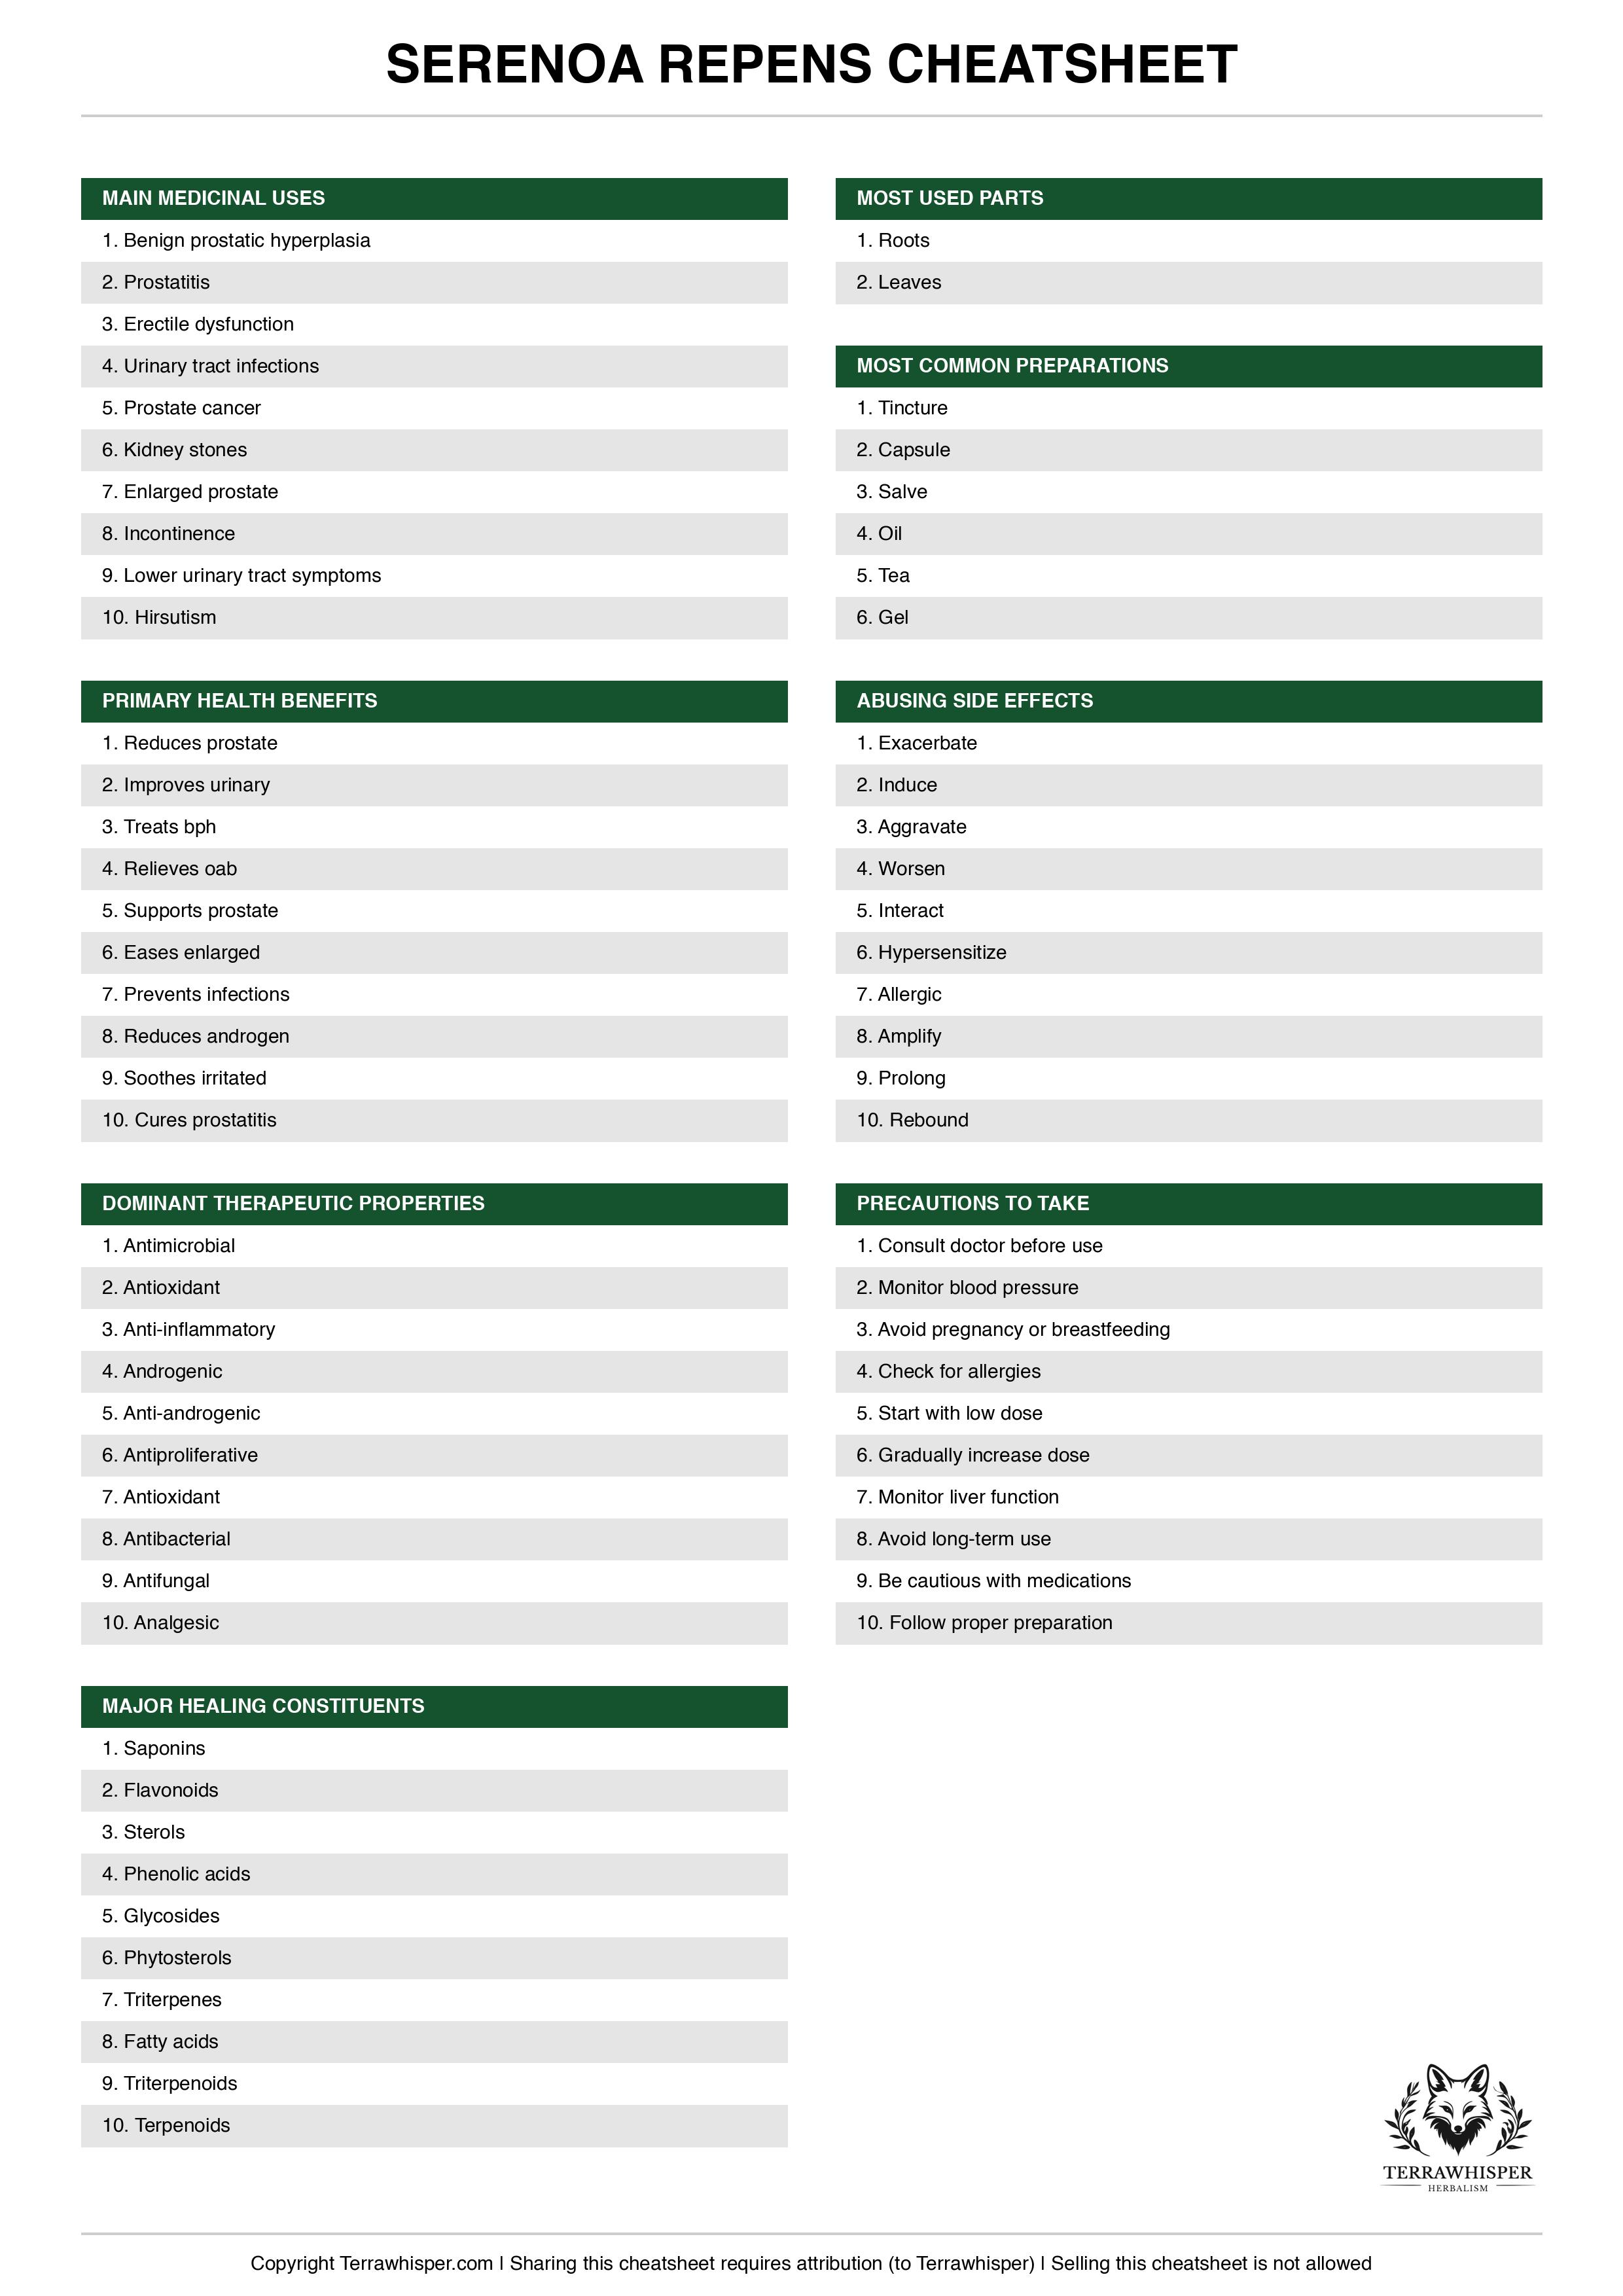 SERENOA REPENS CHEATSHEET
MAIN MEDICINAL USES
1. Benign prostatic hyperplasia
2. Prostatitis
3. Erectile dysfunction
4. Urinary tract infections
5. Prostate cancer
6. Kidney stones
7. Enlarged prostate
8. Incontinence
9. Lower urinary tract symptoms
10. Hirsutism
PRIMARY HEALTH BENEFITS
1. Reduces prostate
2. Improves urinary
3. Treats bph
4. Relieves oab
5. Supports prostate
6. Eases enlarged
7. Prevents infections
8. Reduces androgen
9. Soothes irritated
10. Cures prostatitis
DOMINANT THERAPEUTIC PROPERTIES
1. Antimicrobial
2. Antioxidant
3. Anti-inflammatory
4. Androgenic
5. Anti-androgenic
6. Antiproliferative
7. Antioxidant
8. Antibacterial
9. Antifungal
10. Analgesic
MAJOR HEALING CONSTITUENTS
1. Saponins
2. Flavonoids
3. Sterols
4. Phenolic acids
5. Glycosides
6. Phytosterols
7. Triterpenes
8. Fatty acids
9. Triterpenoids
10. Terpenoids
MOST USED PARTS
1. Roots
2. Leaves
MOST COMMON PREPARATIONS
1. Tincture
2. Capsule
3. Salve
4. Oil
5. Tea
6. Gel
ABUSING SIDE EFFECTS
1. Exacerbate
2. Induce
3. Aggravate
4. Worsen
5. Interact
6. Hypersensitize
7. Allergic
8. Amplify
9. Prolong
10. Rebound
PRECAUTIONS TO TAKE
1. Consult doctor before use
2. Monitor blood pressure
3. Avoid pregnancy or breastfeeding
4. Check for allergies
5. Start with low dose
6. Gradually increase dose
7. Monitor liver function
8. Avoid long-term use
9. Be cautious with medications
10. Follow proper preparation
TERRAWHISPER
HERBALISM
Copyright Terrawhisper.com | Sharing this cheatsheet requires attribution (to Terrawhisper) | Selling this cheatsheet is not allowed